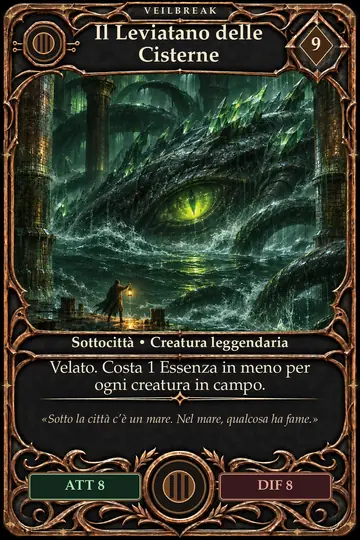 VEILBREAK
Il Leviatano delle
Cisterne
9
Sottocittà • Creatura leggendaria
Velato. Costa 1 Essenza in meno per
ogni creatura in campo.
«Sotto la città c'è un mare. Nel mare, qualcosa ha fame.»
ATT 8
DIF 8